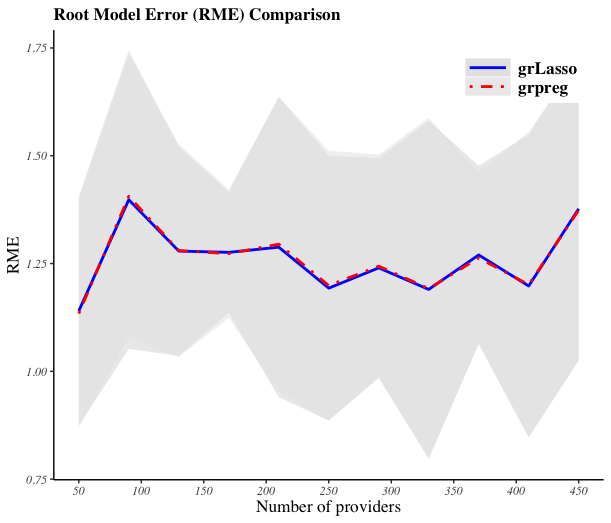 Root Model Error (RME) Comparison
1.75
1.50
1.25
1.00
0.75
RME
grLasso
grpreg
50 100 150 200 250 300 350 400 450
Number of providers